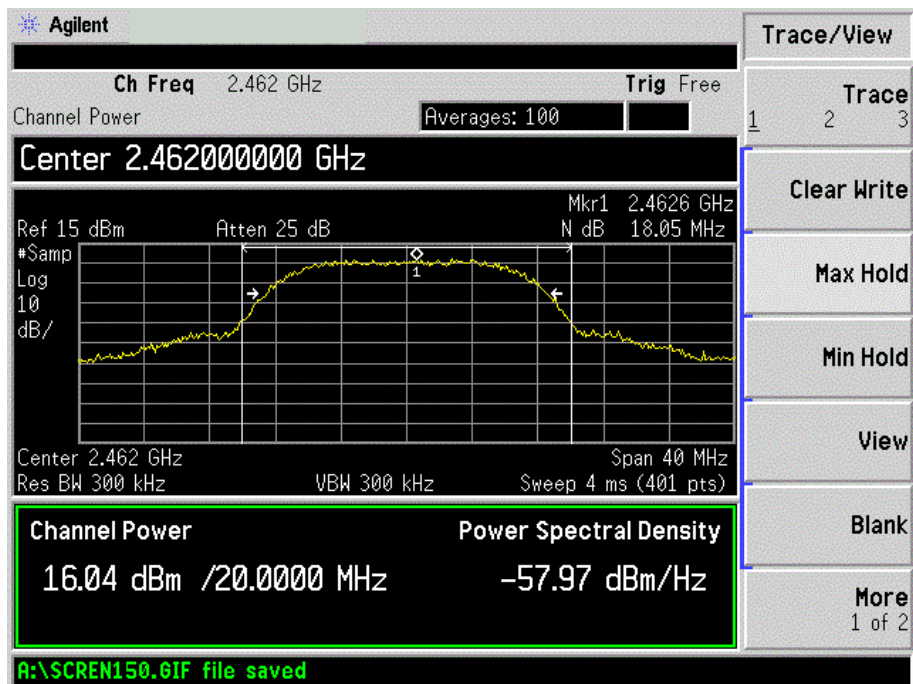 Agilent
Trace/View
Ch Freq 2.462 GHz Trig Free
Channel Power Averages: 100
Center 2.462000000 GHz
Mkr1 2.4626 GHz
Ref 15 dBm Atten 25 dB N dB 18.05 MHz
#Samp
Log
10
dB/
1
Center 2.462 GHz Span 40 MHz
Res BW 300 kHz VBW 300 kHz Sweep 4 ms (401 pts)
Channel Power Power Spectral Density
16.04 dBm /20.0000 MHz -57.97 dBm/Hz
A:\SCREN150.GIF file saved
Trace
1 2 3
Clear Write
Max Hold
Min Hold
View
Blank
More
1 of 2